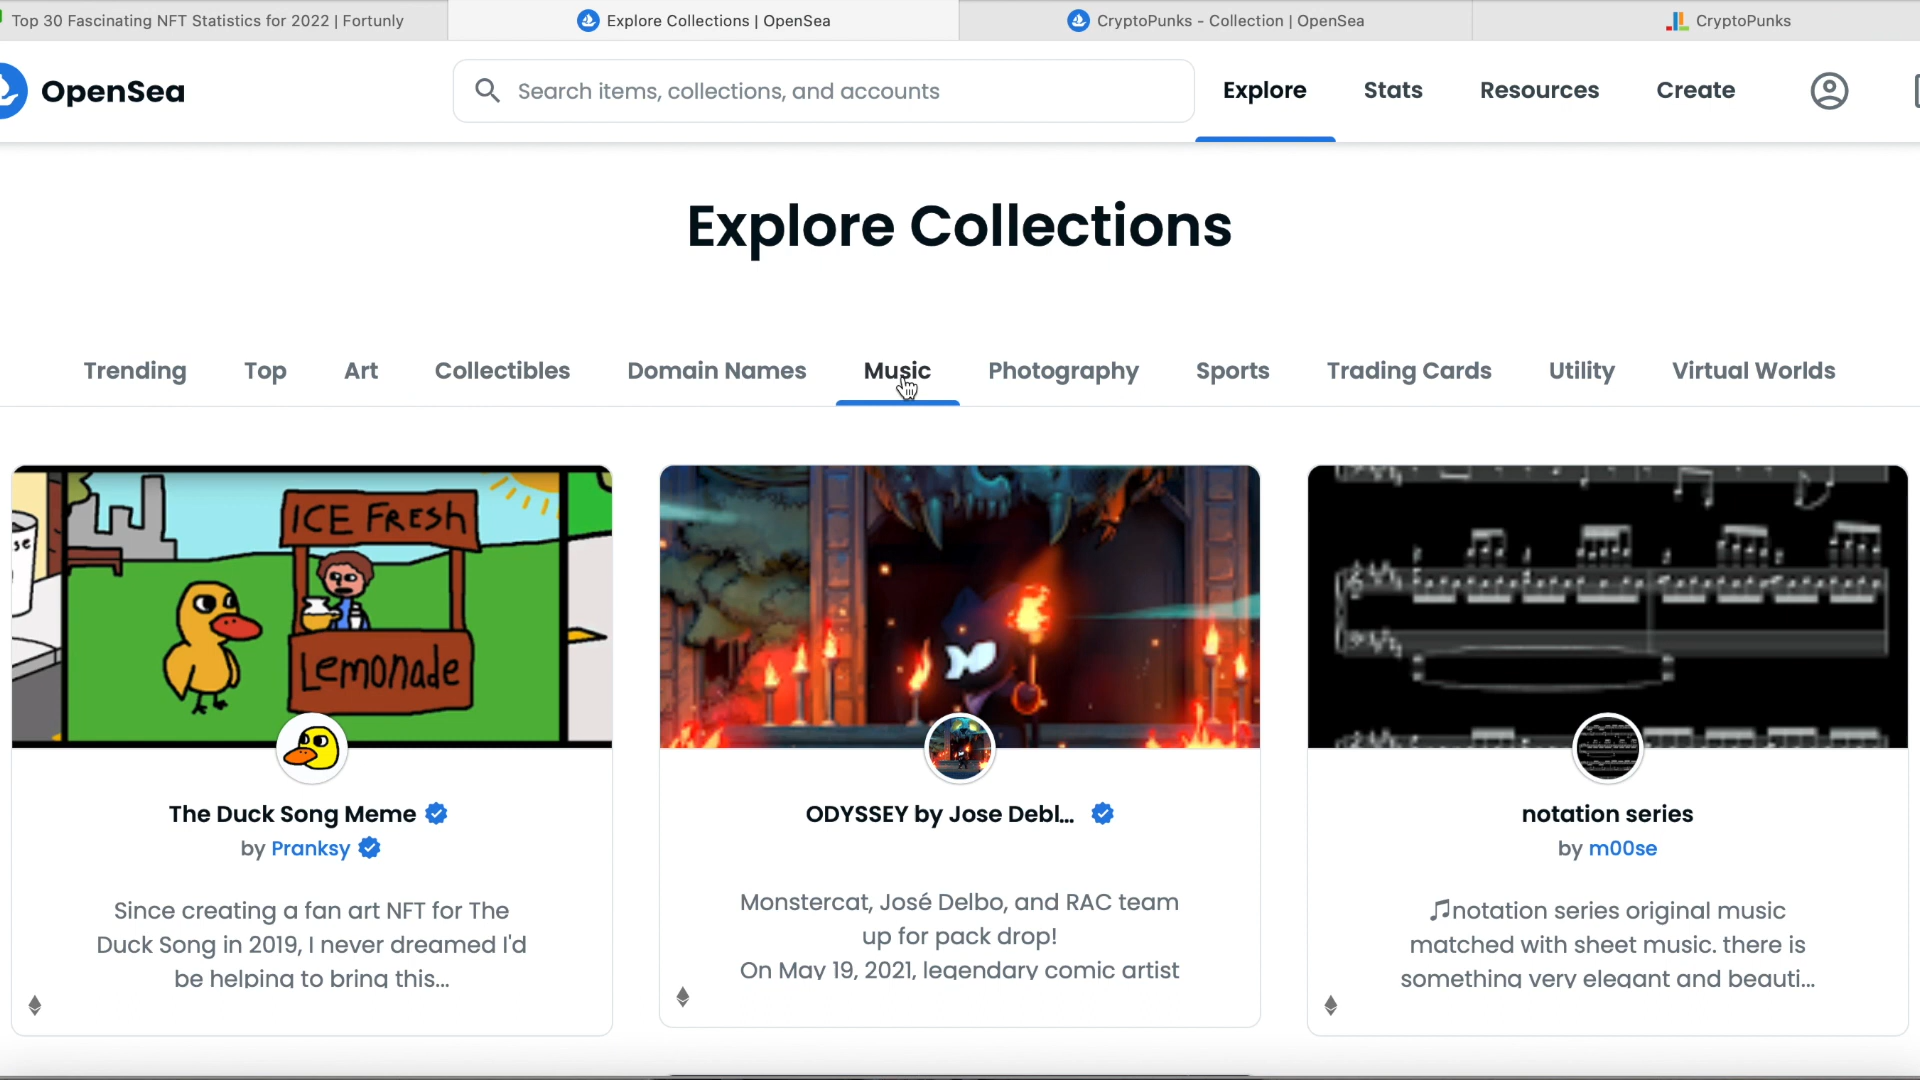 Top 30 Fascinating NFT Statistics for 2022 | Fortunly
Explore Collections | OpenSea
CryptoPunks - Collection | OpenSea
CryptoPunks
OpenSea
Search items, collections, and accounts
Explore
Stats
Resources
Create
Explore Collections
Trending
Top
Art
Collectibles
Domain Names
Music
Photography
Sports
Trading Cards
Utility
Virtual Worlds
se
ICE FRESH
Lemonade
The Duck Song Meme
by Pranksy
Since creating a fan art NFT for The
Duck Song in 2019, I never dreamed I'd
be helping to bring this...
ODYSSEY by Jose Debl...
Monstercat, José Delbo, and RAC team
up for pack drop!
On May 19, 2021, legendary comic artist
notation series
by m00se
🎵notation series original music
matched with sheet music. there is
something very elegant and beauti...